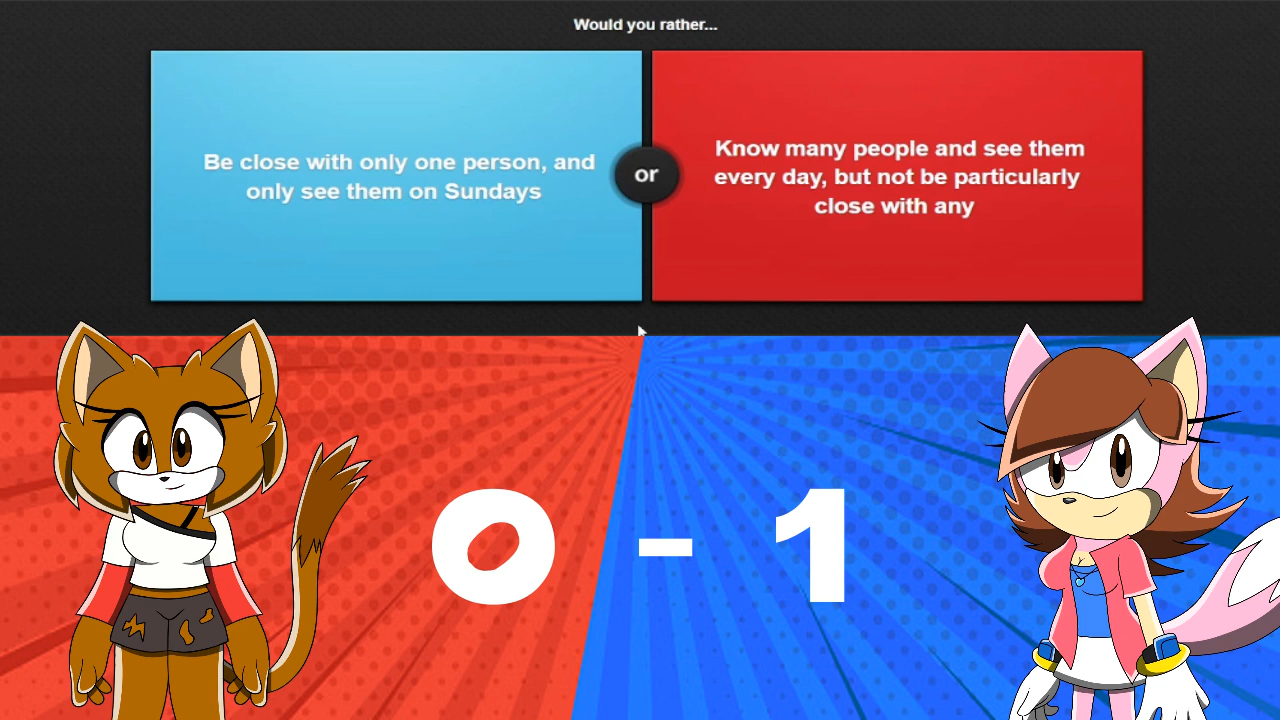 Would you rather...
Be close with only one person, and
only see them on Sundays
or
Know many people and see them
every day, but not be particularly
close with any
0 - 1